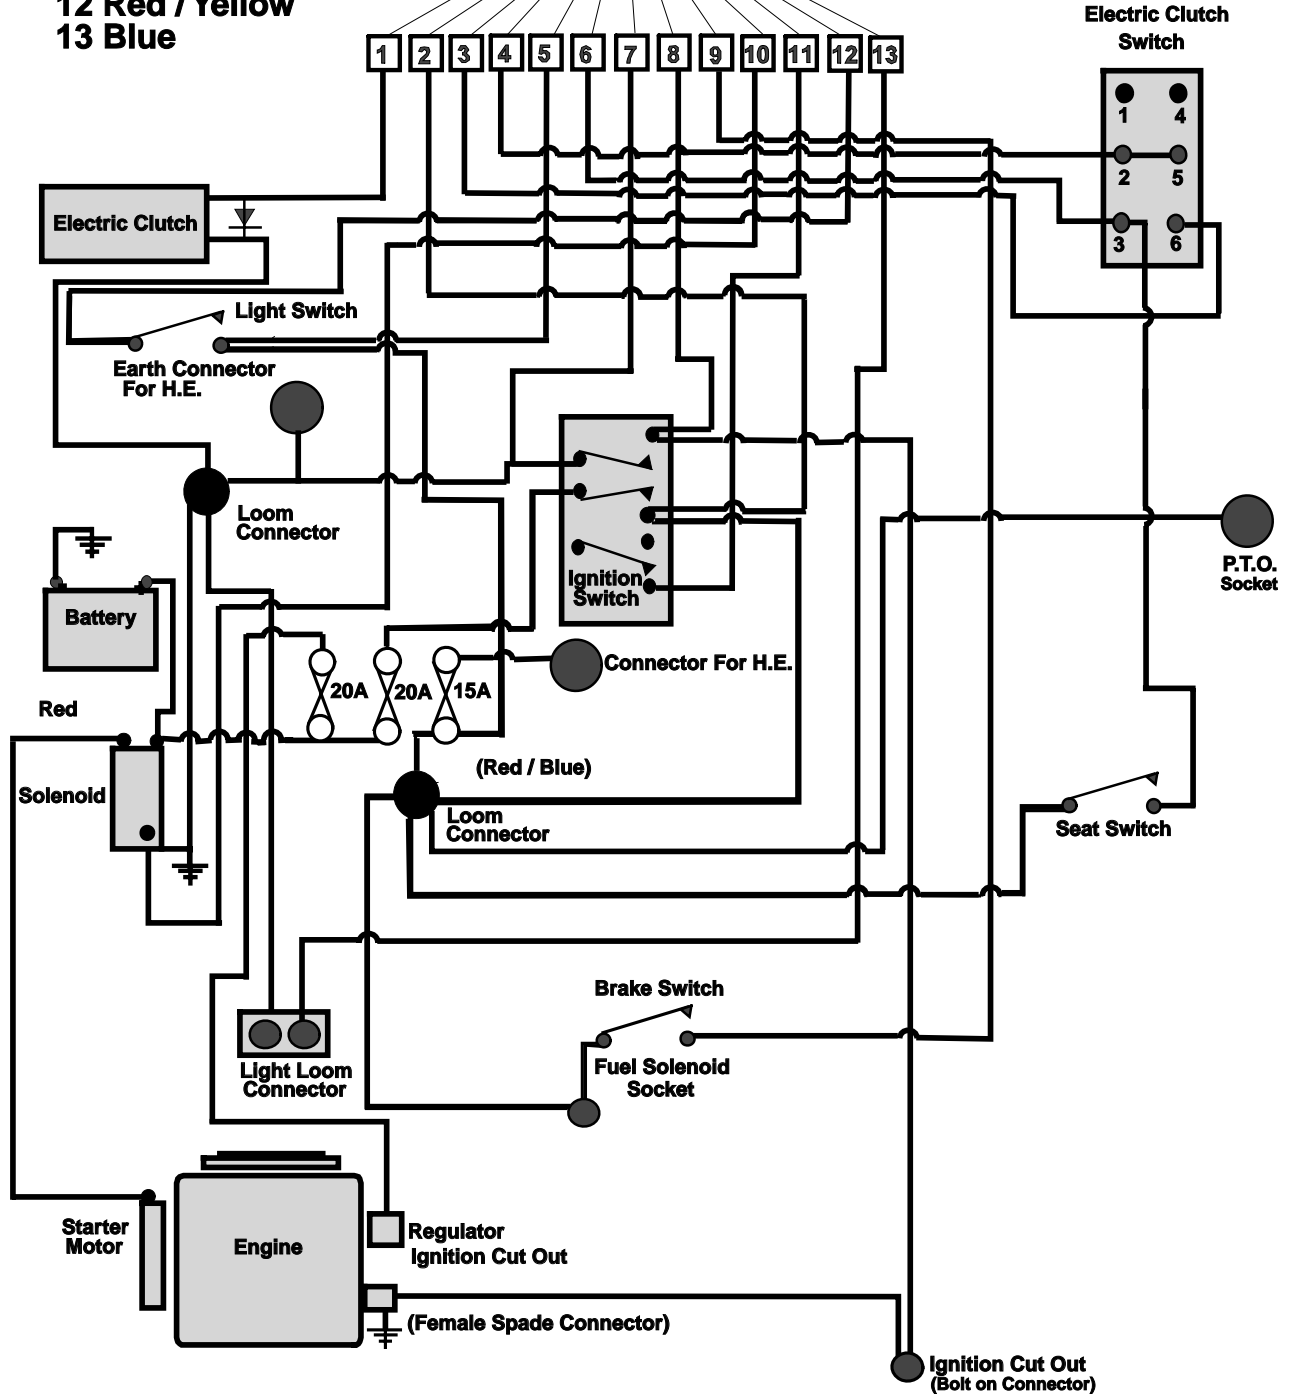 12 Red / Yellow
13 Blue
Electric Clutch
Switch
1 2 3 4 5 6 7 8 9 10 11 12 13
1 4
2 5
3 6
Electric Clutch
Light Switch
Earth Connector
For H.E.
Loom
Connector
Battery
Ignition
Switch
P.T.O.
Socket
Connector For H.E.
20A 20A 15A
Red
(Red / Blue)
Solenoid
Loom
Connector
Seat Switch
Brake Switch
Light Loom
Connector
Fuel Solenoid
Socket
Starter
Motor
Engine
Regulator
Ignition Cut Out
(Female Spade Connector)
Ignition Cut Out
(Bolt on Connector)